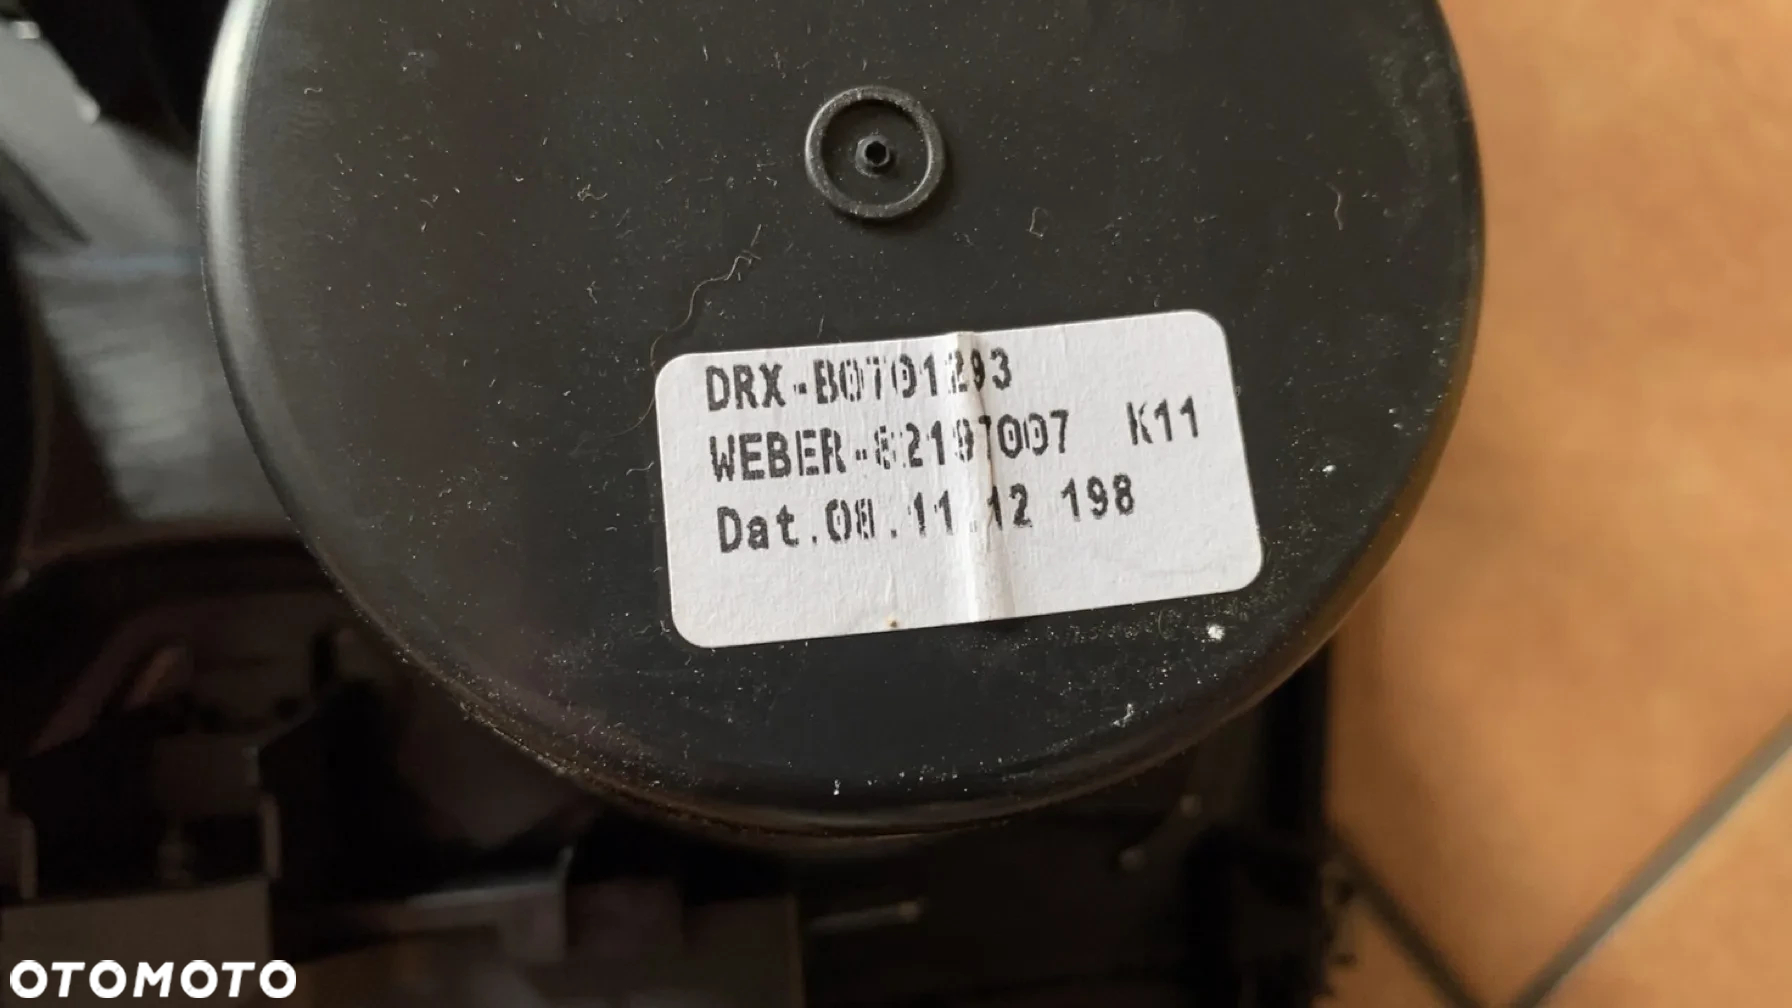 DRX-B0701293
WEBER-82197007 K11
Dat.08.11.12 198
OTOMOTO